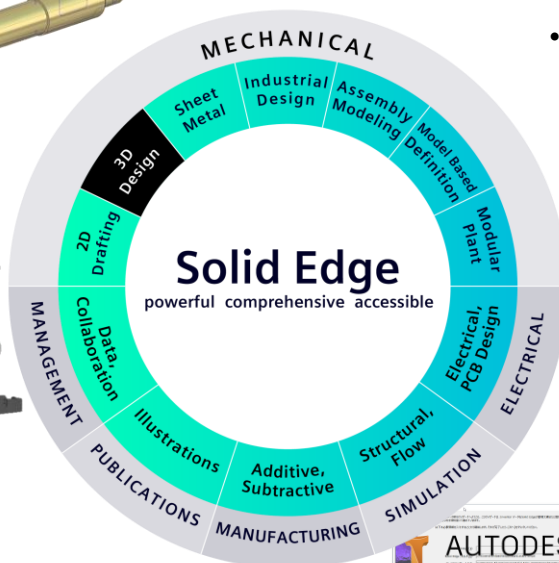 MECHANICAL
Sheet
Metal
Industrial
Design
Assembly
Modeling
Model Based
Definition
Modular
Plant
3D
Design
2D
Drafting
Solid Edge
powerful comprehensive accessible
Data,
Collaboration
MANAGEMENT
Electrical,
PCB Design
ELECTRICAL
Illustrations
PUBLICATIONS
Additive,
Subtractive
MANUFACTURING
Structural,
Flow
SIMULATION
AUTODES